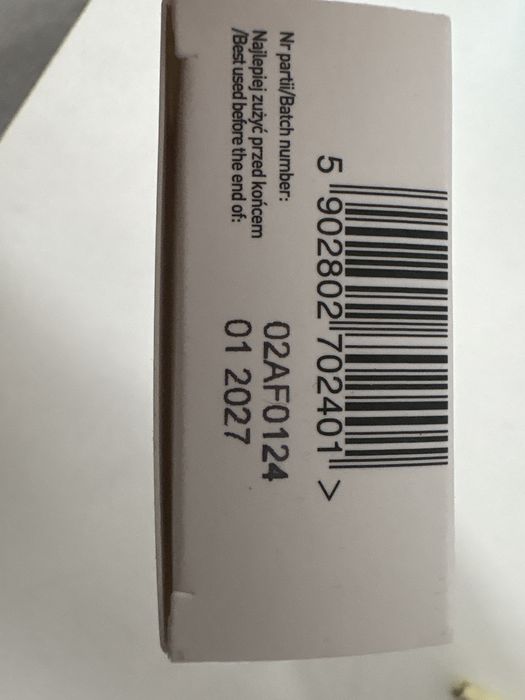 5 902802 702401 >
Nr partii/Batch number:
02AF0124
Najlepiej zużyć przed końcem
/Best used before the end of:
01 2027